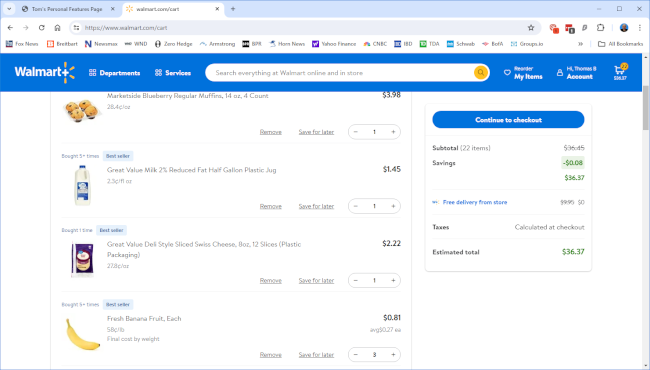 Tom's Personal Features Page
walmart.com/cart
https://www.walmart.com/cart
Fox News
Breitbart
Newsmax
WND
Zero Hedge
Armstrong
BPR
Horn News
Yahoo Finance
CNBC
IBD
TDA
Schwab
BofA
Groups.io
»
All Bookmarks
Walmart
Departments
Services
Search everything at Walmart online and in store
Reorder
My Items
Hi, Thomas B
Account
22
$36.37
Marketside Blueberry Regular Muffins, 14 oz, 4 Count
$3.98
28.4¢/oz
Remove
Save for later
− 1 +
Bought 5+ times
Best seller
Great Value Milk 2% Reduced Fat Half Gallon Plastic Jug
$1.45
2.3¢/fl oz
Remove
Save for later
− 1 +
Bought 1 time
Best seller
Great Value Deli Style Sliced Swiss Cheese, 8oz, 12 Slices (Plastic
Packaging)
$2.22
27.8¢/oz
Remove
Save for later
− 1 +
Bought 5+ times
Best seller
Fresh Banana Fruit, Each
$0.81
58¢/lb
avg$0.27 ea
Final cost by weight
Remove
Save for later
− 3 +
Continue to checkout
Subtotal (22 items)
$36.45
Savings
-$0.08
$36.37
Free delivery from store
$9.95 $0
Taxes
Calculated at checkout
Estimated total
$36.37